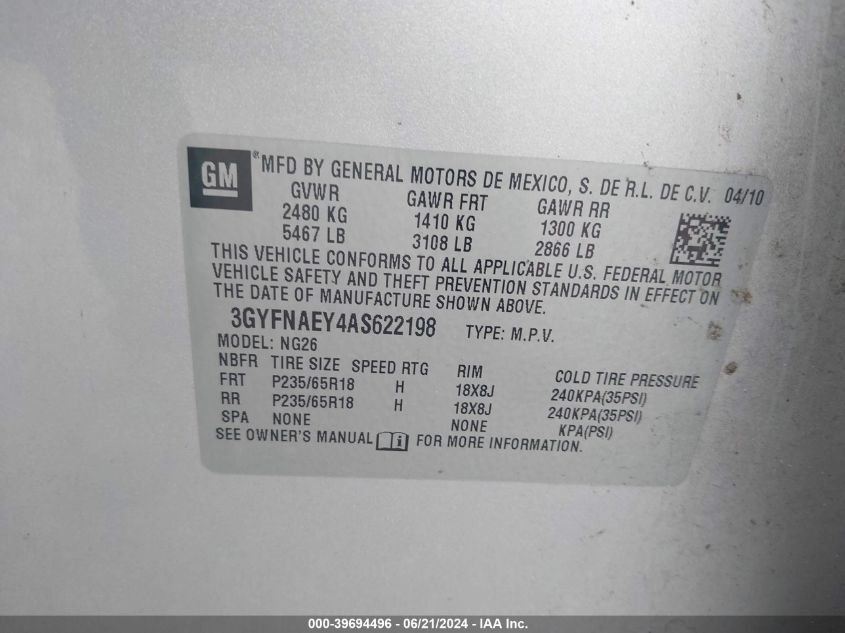 GM
®MFD BY GENERAL MOTORS DE MEXICO, S. DE R.L. DE C.V. 04/10
GVWR GAWR FRT GAWR RR
2480 KG 1410 KG 1300 KG
5467 LB 3108 LB 2866 LB
THIS VEHICLE CONFORMS TO ALL APPLICABLE U.S. FEDERAL MOTOR
VEHICLE SAFETY AND THEFT PREVENTION STANDARDS IN EFFECT ON
THE DATE OF MANUFACTURE SHOWN ABOVE.
3GYFNAEY4AS622198 TYPE: M.P.V.
MODEL: NG26
NBFR TIRE SIZE SPEED RTG RIM COLD TIRE PRESSURE
FRT P235/65R18 H 18X8J 240KPA(35PSI)
RR P235/65R18 H 18X8J 240KPA(35PSI)
SPA NONE NONE KPA(PSI)
SEE OWNER'S MANUAL FOR MORE INFORMATION.
000-39694496 - 06/21/2024 - IAA Inc.